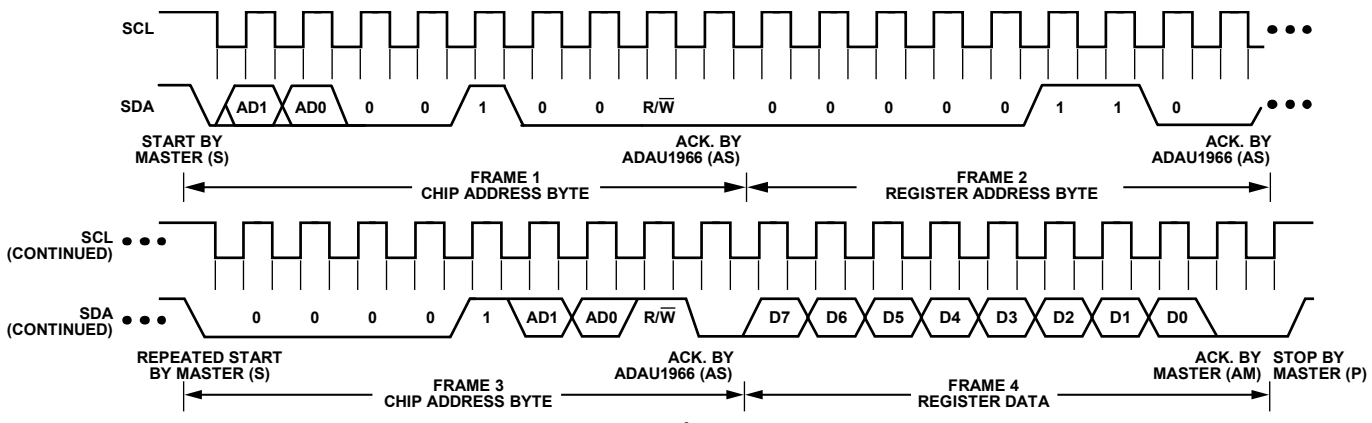 SCL
SDA AD1 AD0 0 0 1 0 0 R/W 0 0 0 0 0 1 1 0
START BY
MASTER (S)
ACK. BY
ADAU1966 (AS)
ACK. BY
ADAU1966 (AS)
FRAME 1
CHIP ADDRESS BYTE
FRAME 2
REGISTER ADDRESS BYTE
SCL
(CONTINUED)
SDA
(CONTINUED)
0 0 0 0 1 AD1 AD0 R/W D7 D6 D5 D4 D3 D2 D1 D0
REPEATED START
BY MASTER (S)
ACK. BY
ADAU1966 (AS)
ACK. BY
MASTER (AM)
STOP BY
MASTER (P)
FRAME 3
CHIP ADDRESS BYTE
FRAME 4
REGISTER DATA